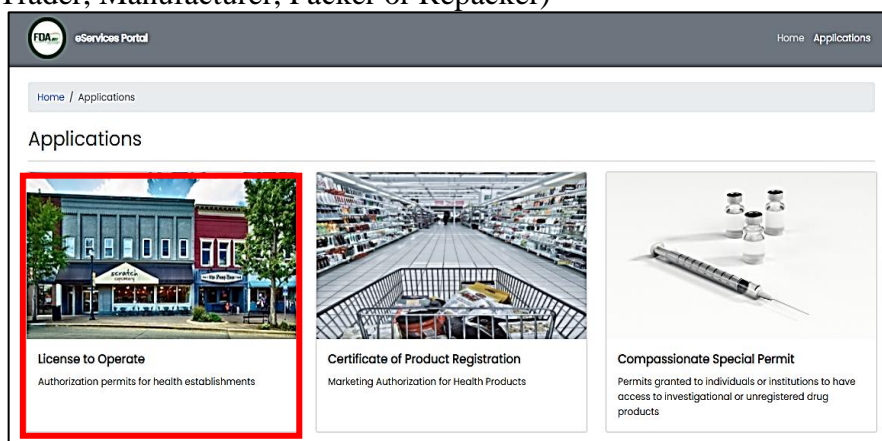 Trader, Manufacturer, Packer or Repacker)
FDA
eServices Portal
Home Applications
Home / Applications
Applications
scratch
License to Operate
Authorization permits for health establishments
Certificate of Product Registration
Marketing Authorization for Health Products
Compassionate Special Permit
Permits granted to individuals or institutions to have
access to investigational or unregistered drug
products